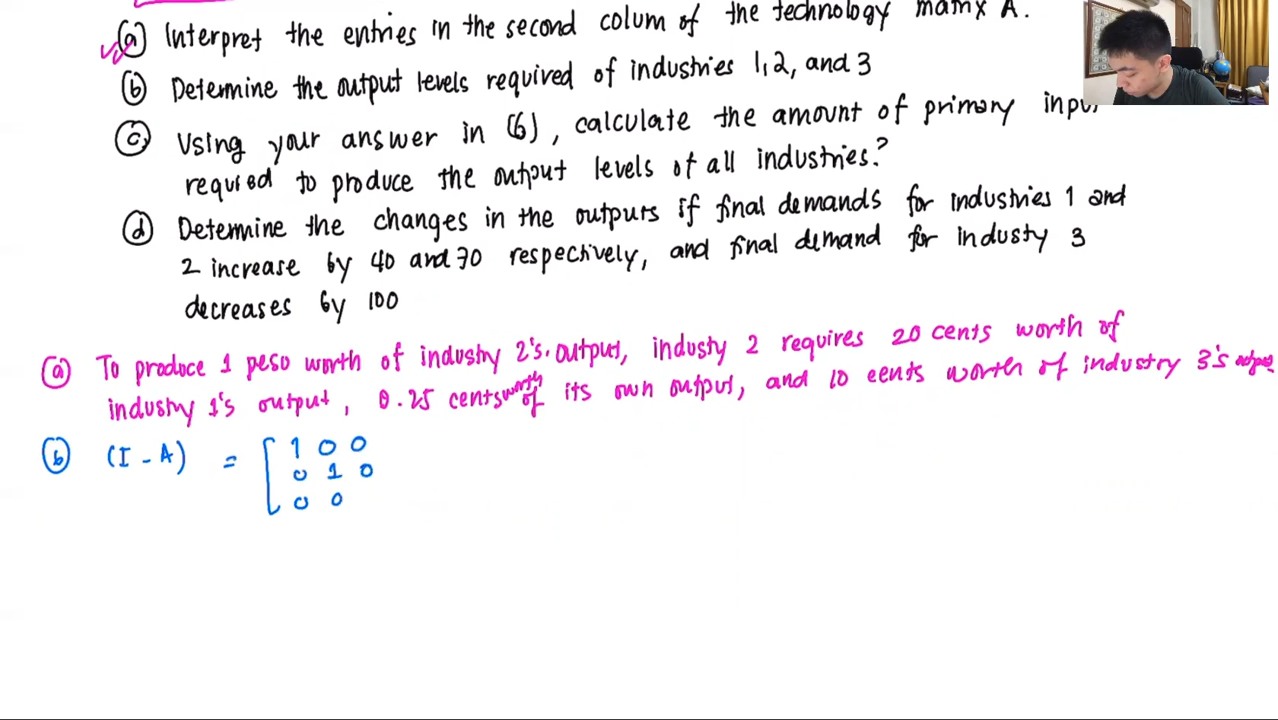 (a) Interpret the entries in the second colum of the technology matrix A.
(b) Determine the output levels required of industries 1, 2, and 3
(c) Using your answer in (b), calculate the amount of primary input
required to produce the output levels of all industries?
(d) Determine the changes in the outputs if final demands for industries 1 and
2 increase by 40 and 70 respectively, and final demand for industy 3
decreases by 100
(a) To produce 1 peso worth of industy 2's output, industy 2 requires 20 cents worth of
industry 1's output, 0.25 cents worth of its own output, and 10 cents worth of industry 3's output
(b) (I - A) = [ 1 0 0
0 1 0
0 0